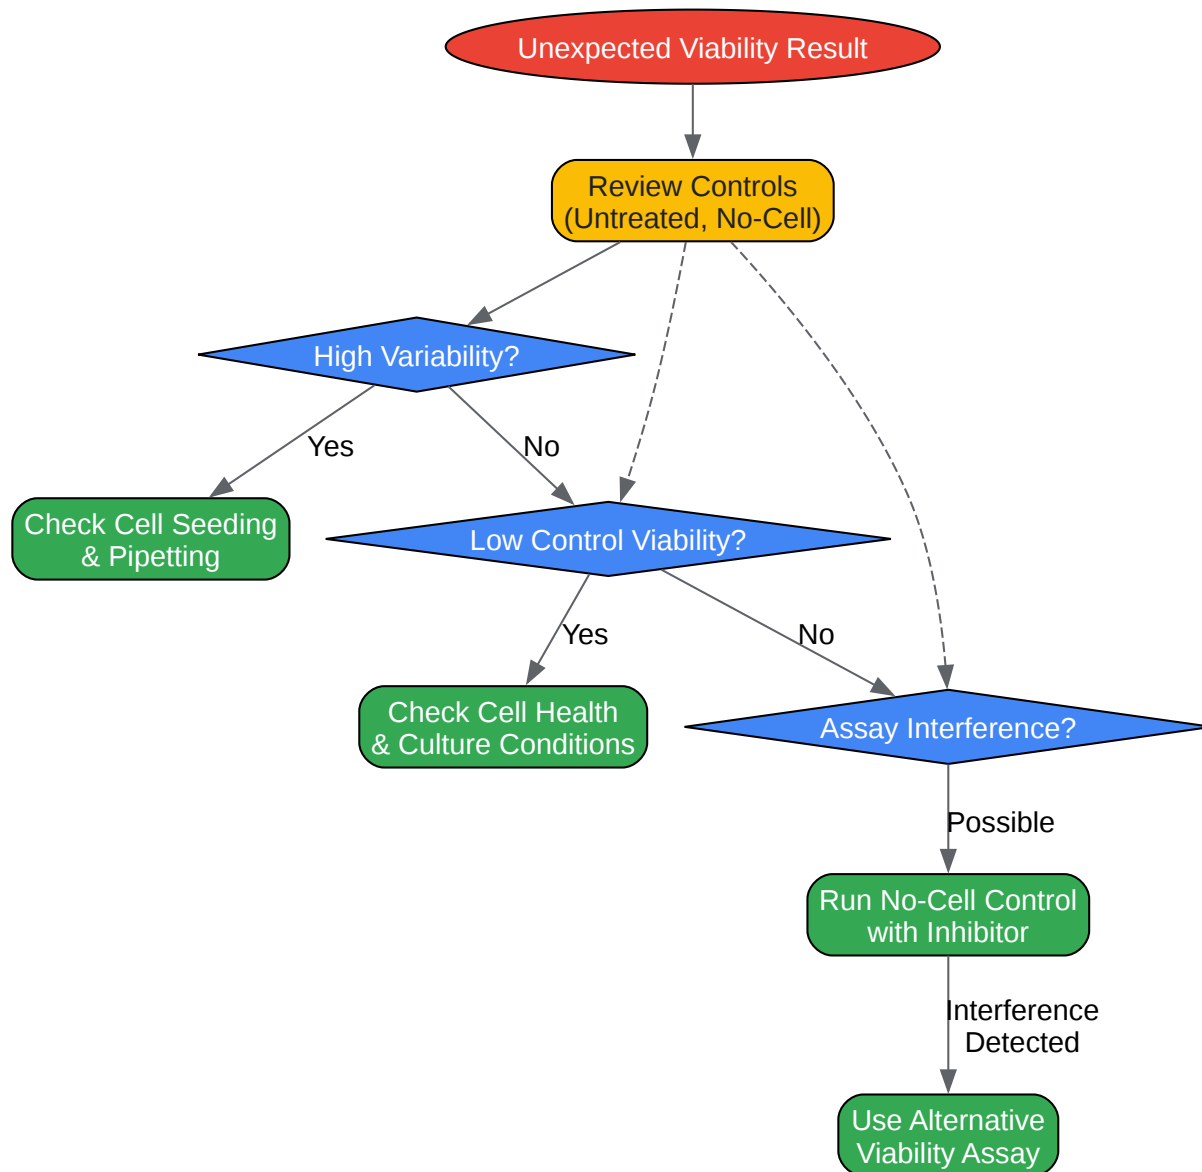 Unexpected Viability Result
Review Controls
(Untreated, No-Cell)
High Variability?
Yes
No
Check Cell Seeding
& Pipetting
Low Control Viability?
Yes
No
Check Cell Health
& Culture Conditions
Assay Interference?
Possible
Run No-Cell Control
with Inhibitor
Interference
Detected
Use Alternative
Viability Assay